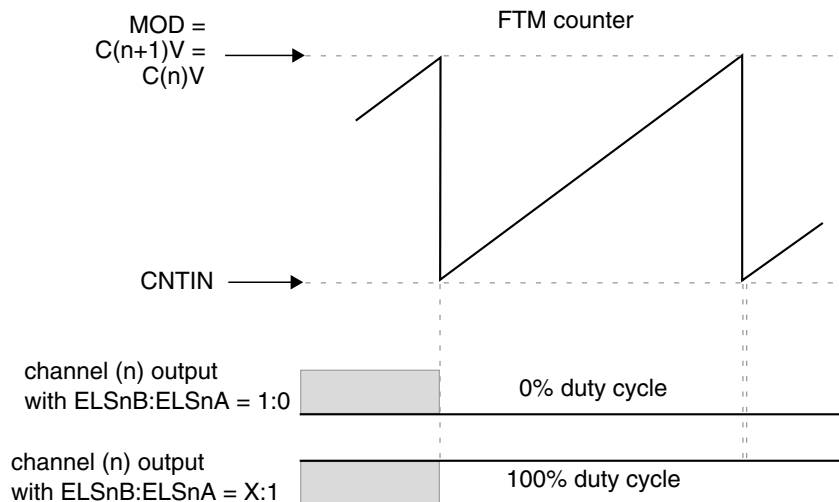 FTM counter
MOD =
C(n+1)V =
C(n)V
CNTIN
channel (n) output
with ELSnB:ELSnA = 1:0
0% duty cycle
channel (n) output
with ELSnB:ELSnA = X:1
100% duty cycle